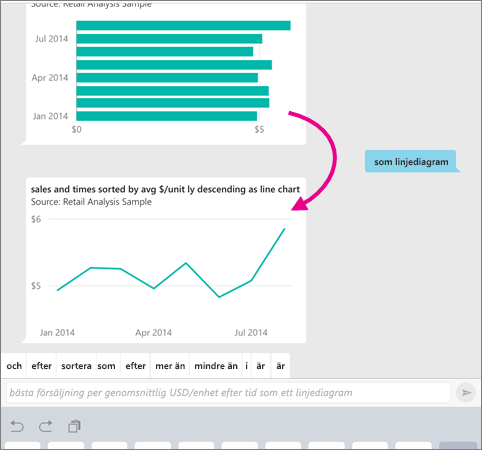 Source: Retail Analysis Sample
Jul 2014
Apr 2014
Jan 2014
$0
$5
som linjediagram
sales and times sorted by avg $/unit ly descending as line chart
Source: Retail Analysis Sample
$6
$5
Jan 2014
Apr 2014
Jul 2014
och efter sortera som efter mer än mindre än i är är
bästa försäljning per genomsnittlig USD/enhet efter tid som ett linjediagram